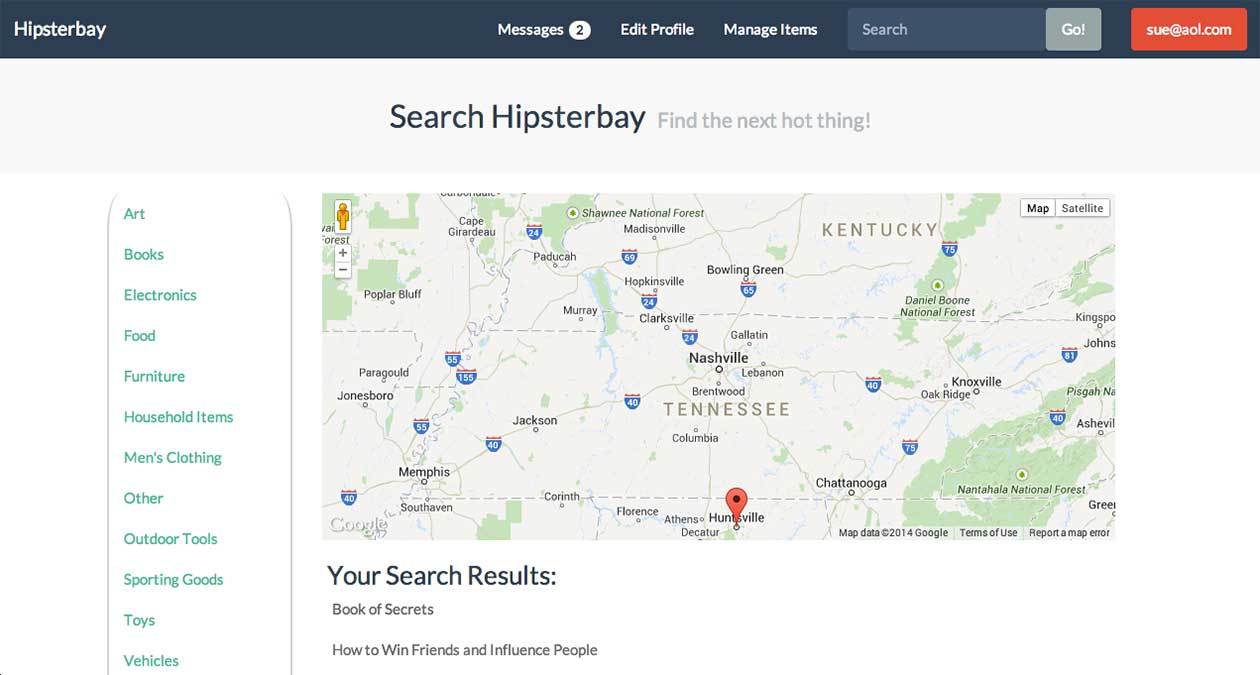 Hipsterbay
Messages 2
Edit Profile
Manage Items
Search
Go!
sue@aol.com
Search Hipsterbay Find the next hot thing!
Art
Books
Electronics
Food
Furniture
Household Items
Men's Clothing
Other
Outdoor Tools
Sporting Goods
Toys
Vehicles
Map
Satellite
+
−
Shawnee National Forest
Cape
Girardeau
24
Madisonville
KENTUCKY
75
Paducah
69
Forest
Bowling Green
Hopkinsville
65
Poplar Bluff
24
Daniel Boone
National Forest
Murray
Clarksville
Kingspo
24
Gallatin
Johns
55
Nashville
81
Paragould
155
Lebanon
40
Knoxville
Jonesboro
40
Brentwood
Oak Ridge
Pisgah Na
TENNESSEE
55
Jackson
40
Ashevil
40
Columbia
75
Memphis
Chattanooga
Nantahala National Forest
40
Southaven
Corinth
Florence
Athens
Huntsville
Green
Decatur
Google
Map data ©2014 Google
Terms of Use
Report a map error
Your Search Results:
Book of Secrets
How to Win Friends and Influence People